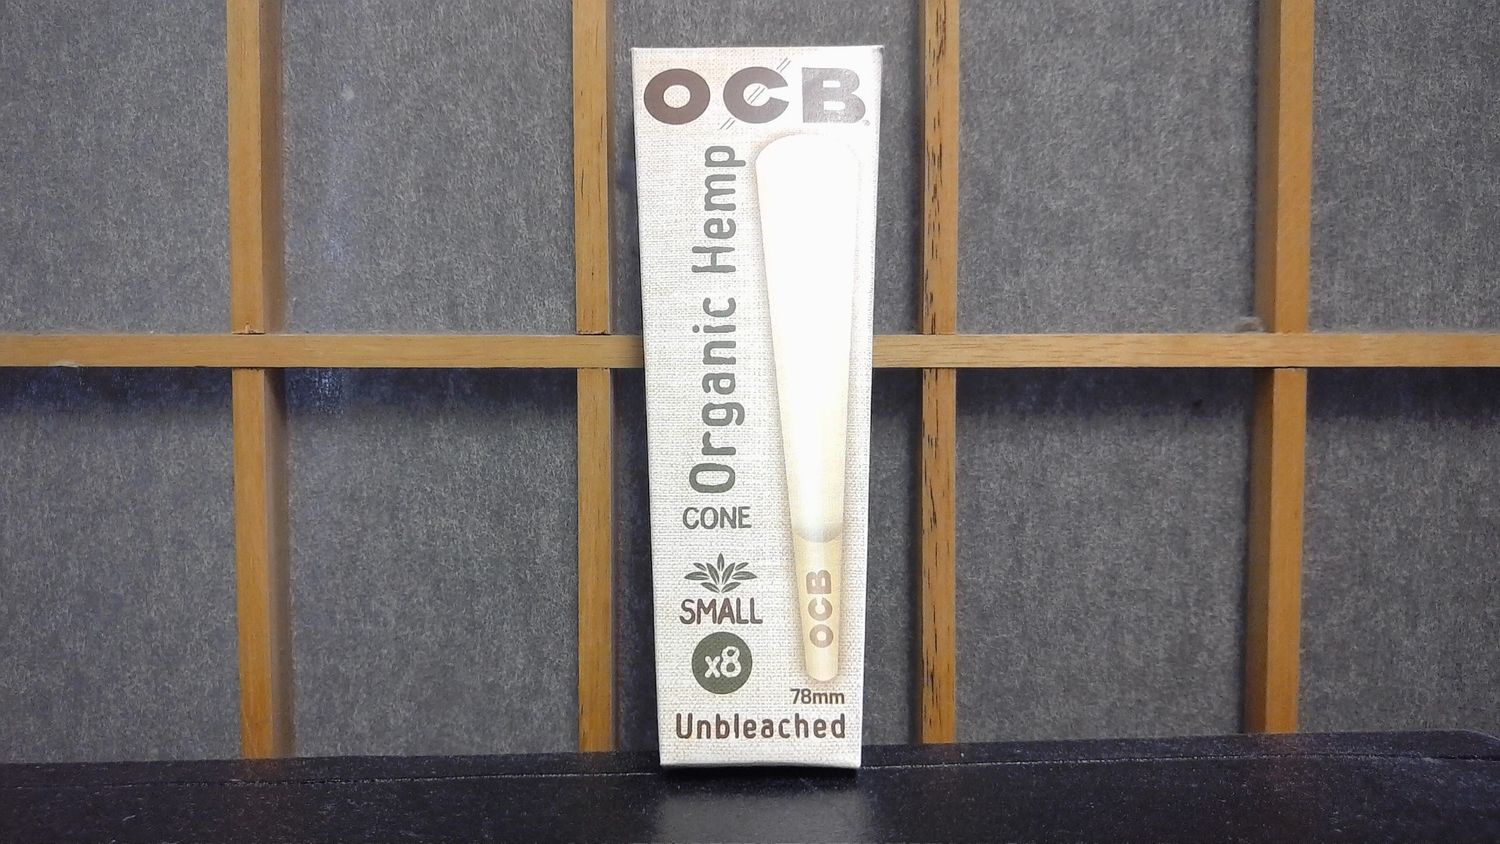 OCB
Organic Hemp
CONE
SMALL
x8
OCB
78mm
Unbleached